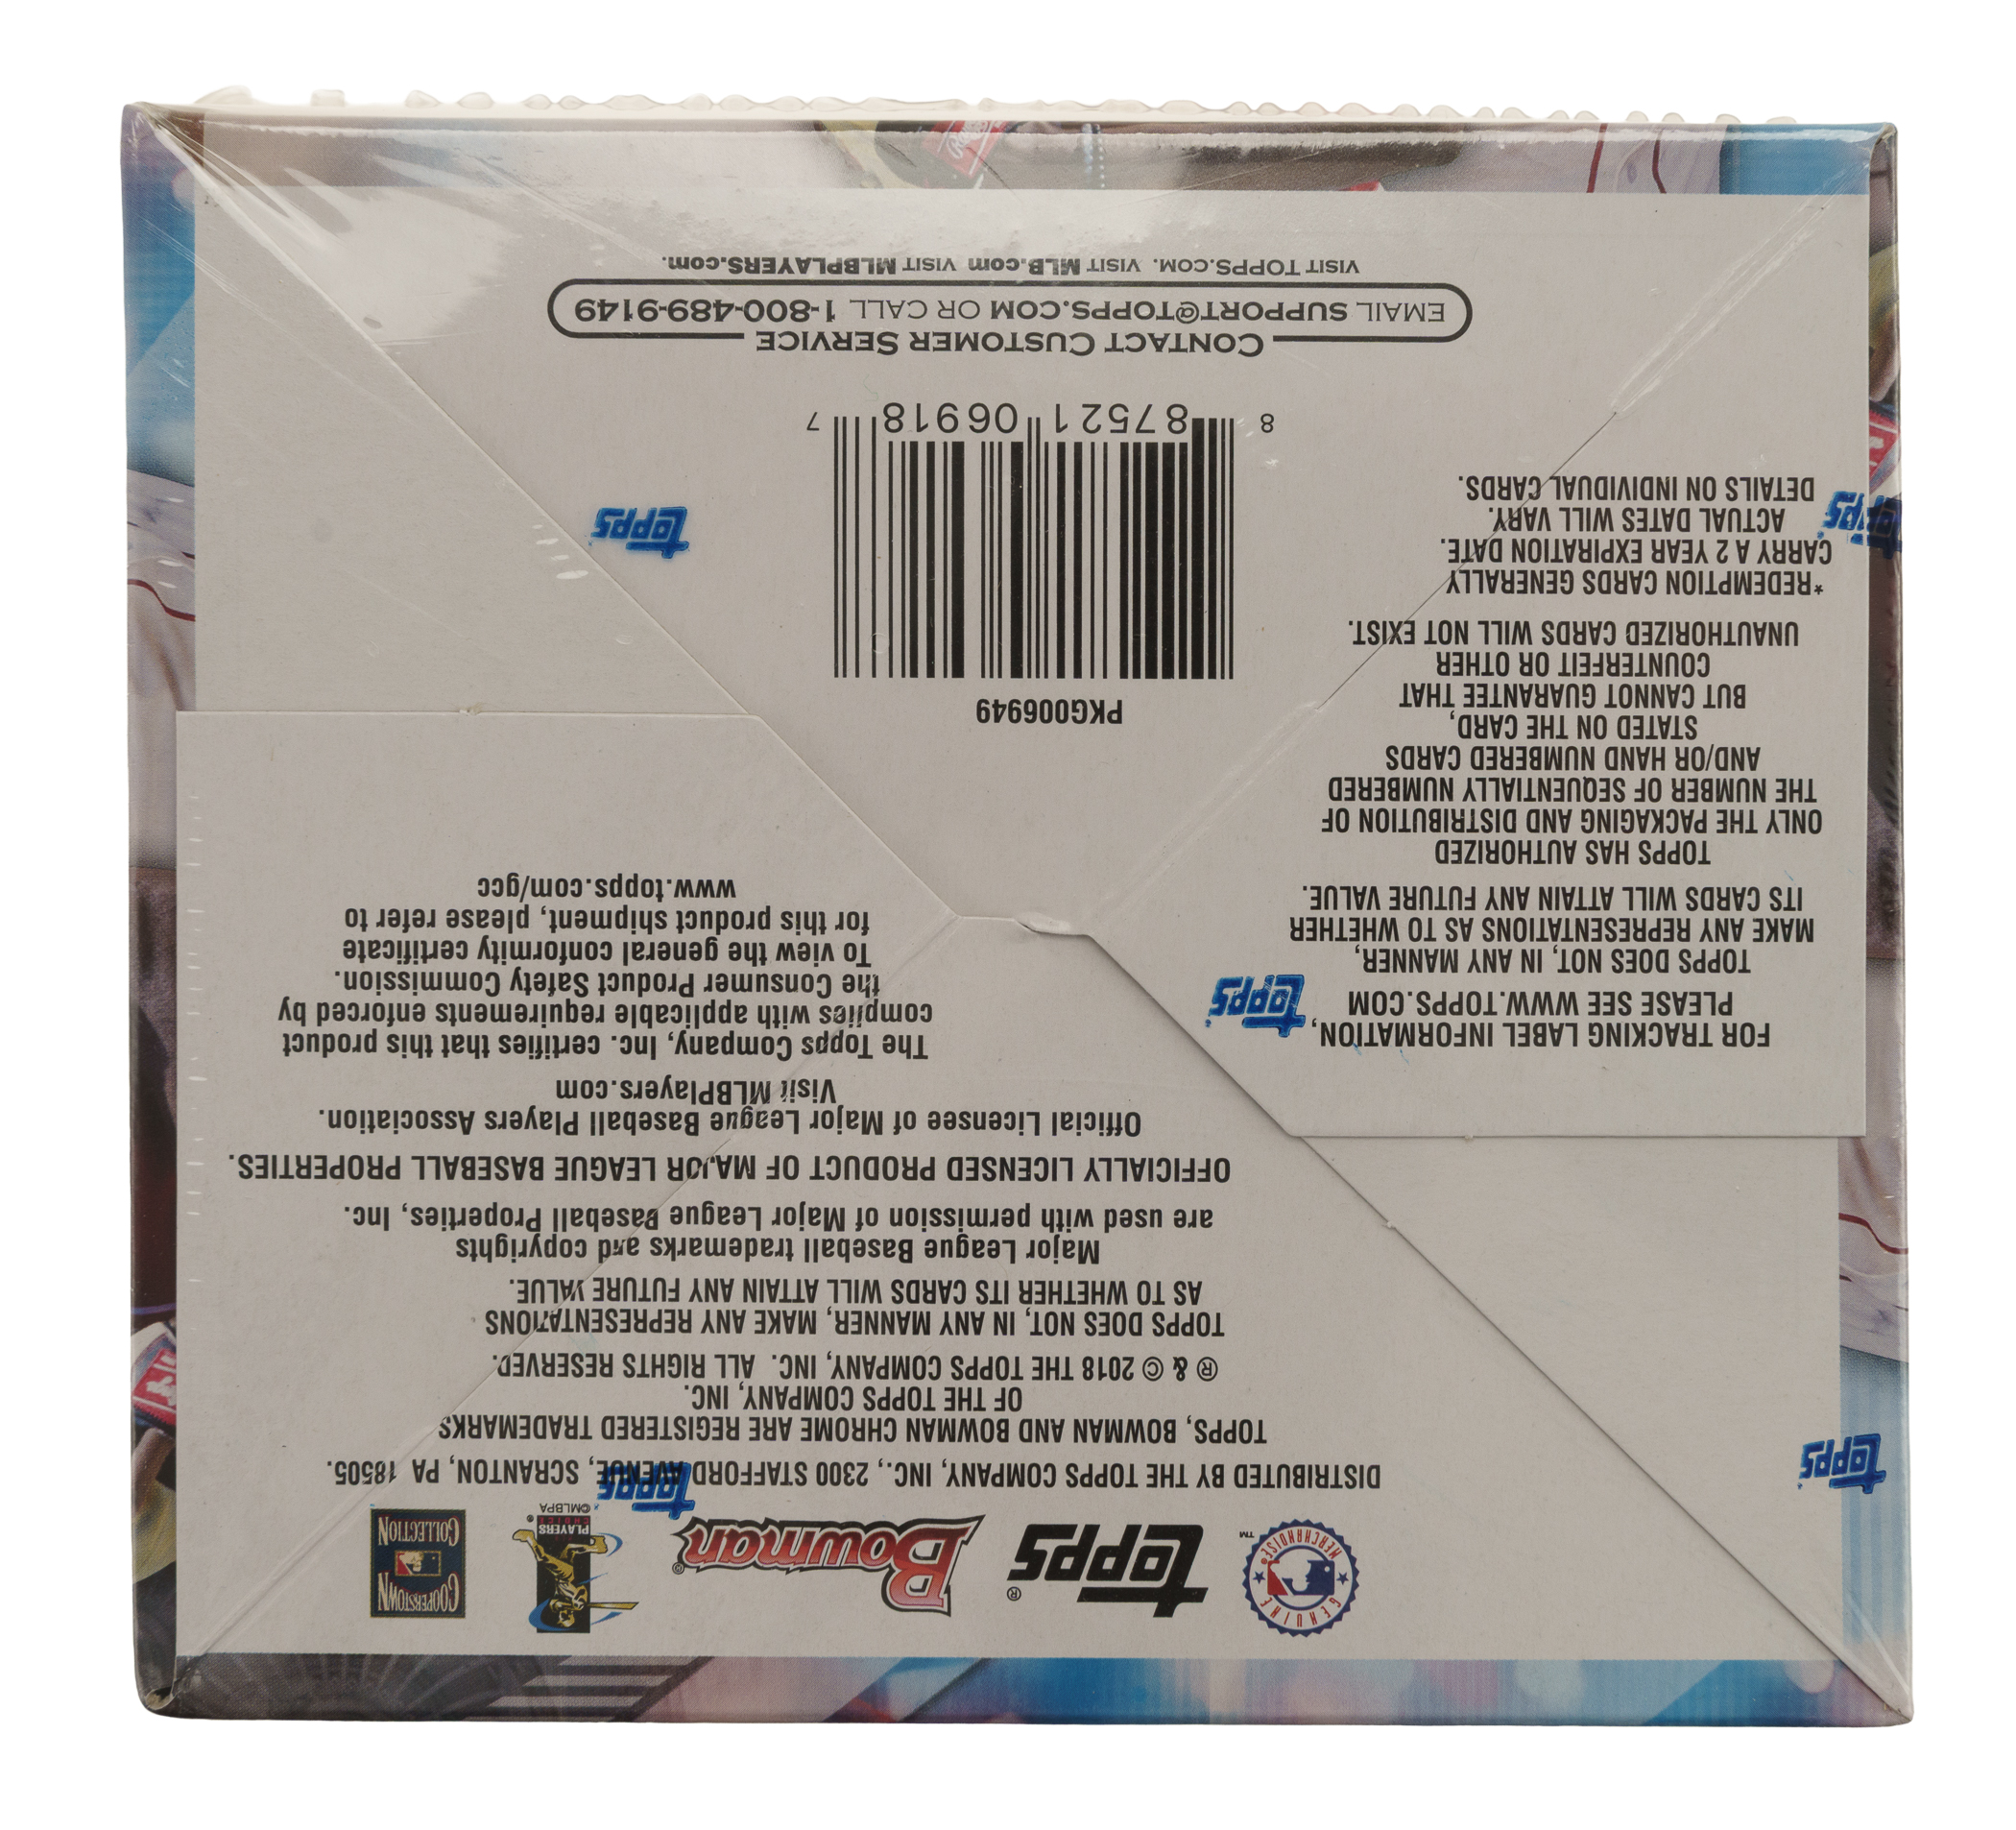 GENUINE
MERCHANDISE®
™
topps®
Bowman®
PLAYERS
CHOICE®
©MLBPA
COOPERSTOWN
COLLECTION
DISTRIBUTED BY THE TOPPS COMPANY, INC., 2300 STAFFORD AVENUE, SCRANTON, PA 18505.
TOPPS, BOWMAN AND BOWMAN CHROME ARE REGISTERED TRADEMARKS
OF THE TOPPS COMPANY, INC.
® & © 2018 THE TOPPS COMPANY, INC. ALL RIGHTS RESERVED.
TOPPS DOES NOT, IN ANY MANNER, MAKE ANY REPRESENTATIONS
AS TO WHETHER ITS CARDS WILL ATTAIN ANY FUTURE VALUE.
Major League Baseball trademarks and copyrights
are used with permission of Major League Baseball Properties, Inc.
OFFICIALLY LICENSED PRODUCT OF MAJOR LEAGUE BASEBALL PROPERTIES.
Official Licensee of Major League Baseball Players Association.
Visit MLBPlayers.com
The Topps Company, Inc. certifies that this product
complies with applicable requirements enforced by
the Consumer Product Safety Commission.
To view the general conformity certificate
for this product shipment, please refer to
www.topps.com/gcc
FOR TRACKING LABEL INFORMATION,
PLEASE SEE WWW.TOPPS.COM
TOPPS DOES NOT, IN ANY MANNER,
MAKE ANY REPRESENTATIONS AS TO WHETHER
ITS CARDS WILL ATTAIN ANY FUTURE VALUE.
TOPPS HAS AUTHORIZED
ONLY THE PACKAGING AND DISTRIBUTION OF
THE NUMBER OF SEQUENTIALLY NUMBERED
AND/OR HAND NUMBERED CARDS
STATED ON THE CARD,
BUT CANNOT GUARANTEE THAT
COUNTERFEIT OR OTHER
UNAUTHORIZED CARDS WILL NOT EXIST.
*REDEMPTION CARDS GENERALLY
CARRY A 2 YEAR EXPIRATION DATE.
ACTUAL DATES WILL VARY.
DETAILS ON INDIVIDUAL CARDS.
PKG006949
8 87521 06918 7
CONTACT CUSTOMER SERVICE
EMAIL SUPPORT@TOPPS.COM OR CALL 1-800-489-9149
VISIT TOPPS.COM. VISIT MLB.com VISIT MLBPLAYERS.com.
topps
topps
topps
topps
topps